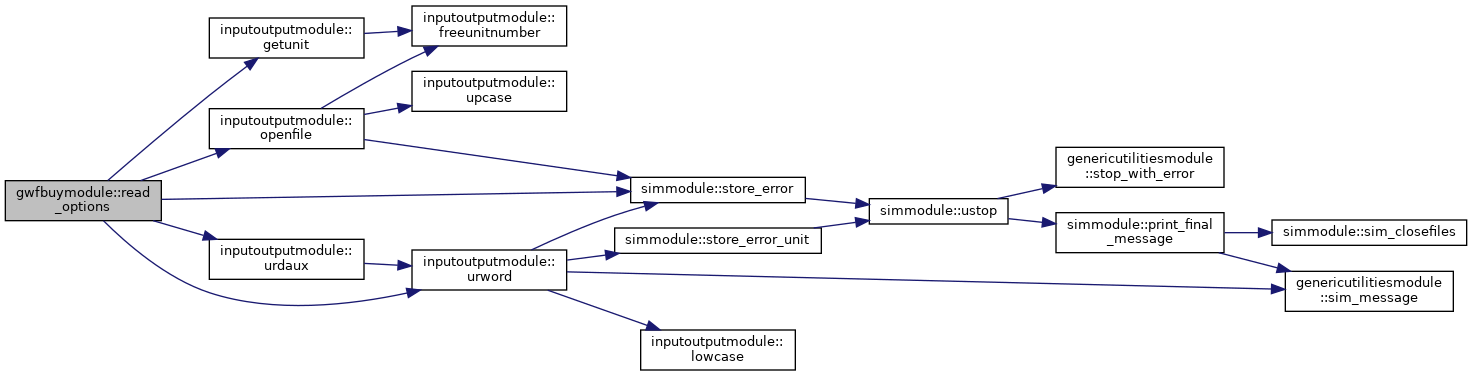 gwfbuymodule::read
_options
inputoutputmodule::
getunit
inputoutputmodule::
openfile
inputoutputmodule::
urdaux
inputoutputmodule::
freeunitnumber
inputoutputmodule::
upcase
inputoutputmodule::
urword
simmodule::store_error
simmodule::store_error_unit
inputoutputmodule::
lowcase
simmodule::ustop
genericutilitiesmodule
::stop_with_error
simmodule::print_final
_message
simmodule::sim_closefiles
genericutilitiesmodule
::sim_message